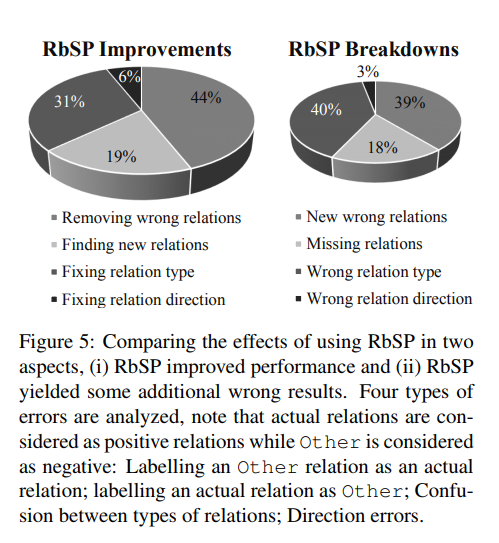 RbSP Improvements
6%
31%
44%
19%
Removing wrong relations
Finding new relations
Fixing relation type
Fixing relation direction
RbSP Breakdowns
3%
40%
39%
18%
New wrong relations
Missing relations
Wrong relation type
Wrong relation direction
Figure 5: Comparing the effects of using RbSP in two
aspects, (i) RbSP improved performance and (ii) RbSP
yielded some additional wrong results. Four types of
errors are analyzed, note that actual relations are con-
sidered as positive relations while Other is considered
as negative: Labelling an Other relation as an actual
relation; labelling an actual relation as Other; Confu-
sion between types of relations; Direction errors.